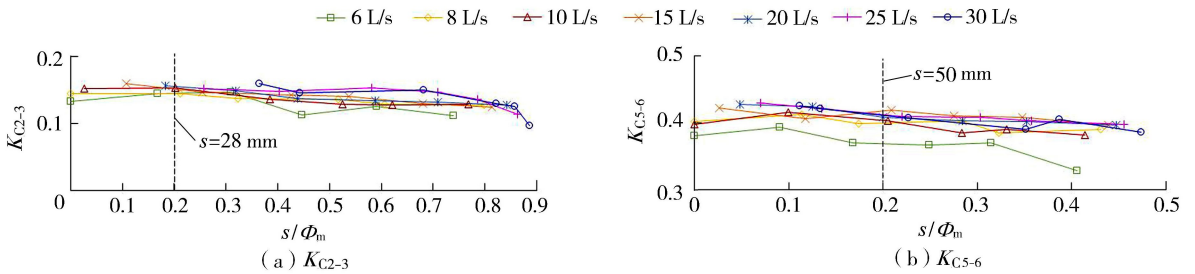 6 L/s 8 L/s 10 L/s 15 L/s 20 L/s 25 L/s 30 L/s
0.2
0.1
0
K_C2-3
s=28 mm
0 0.1 0.2 0.3 0.4 0.5 0.6 0.7 0.8 0.9
s/Φ_m
(a) K_C2-3
0.5
0.4
0.3
K_C5-6
s=50 mm
0 0.1 0.2 0.3 0.4 0.5
s/Φ_m
(b) K_C5-6